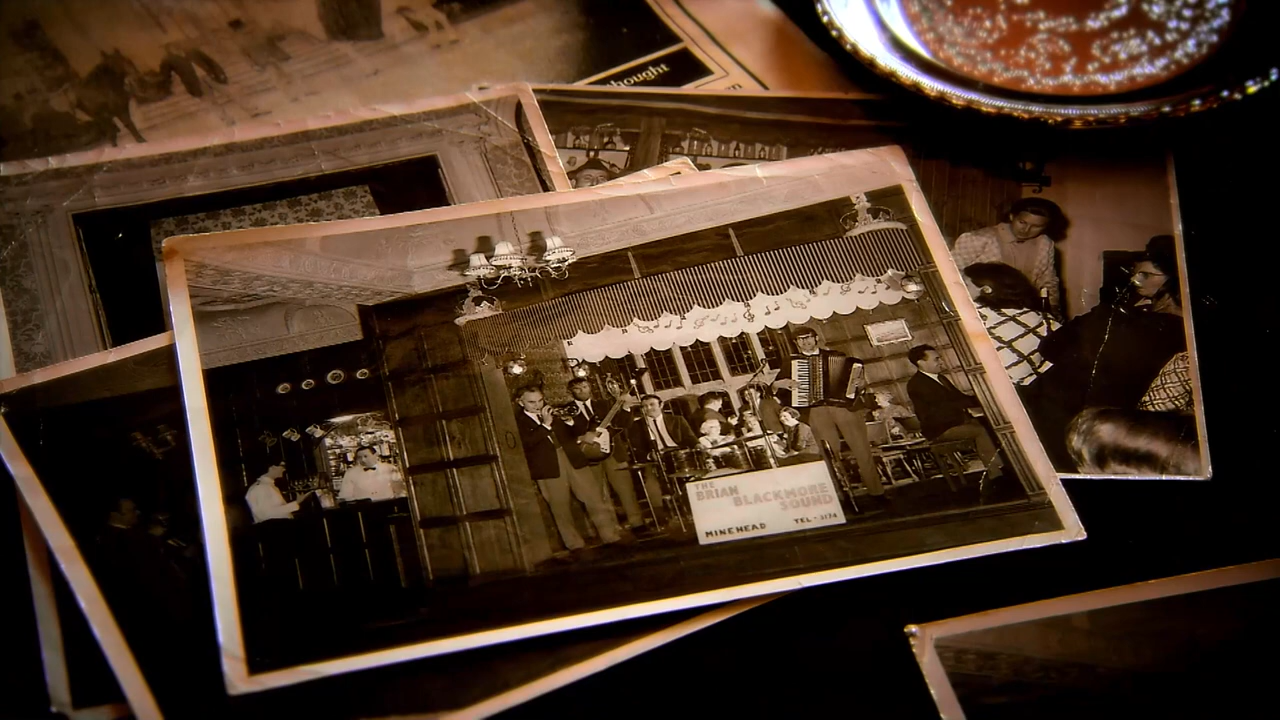 thought
THE
BRIAN BLACKMORE
SOUND
MINEHEAD TEL - 3174